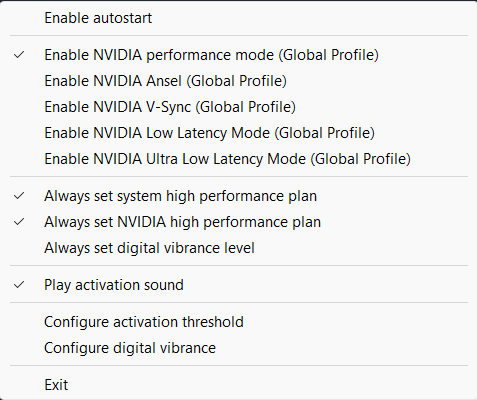 Enable autostart
Enable NVIDIA performance mode (Global Profile)
Enable NVIDIA Ansel (Global Profile)
Enable NVIDIA V-Sync (Global Profile)
Enable NVIDIA Low Latency Mode (Global Profile)
Enable NVIDIA Ultra Low Latency Mode (Global Profile)
Always set system high performance plan
Always set NVIDIA high performance plan
Always set digital vibrance level
Play activation sound
Configure activation threshold
Configure digital vibrance
Exit